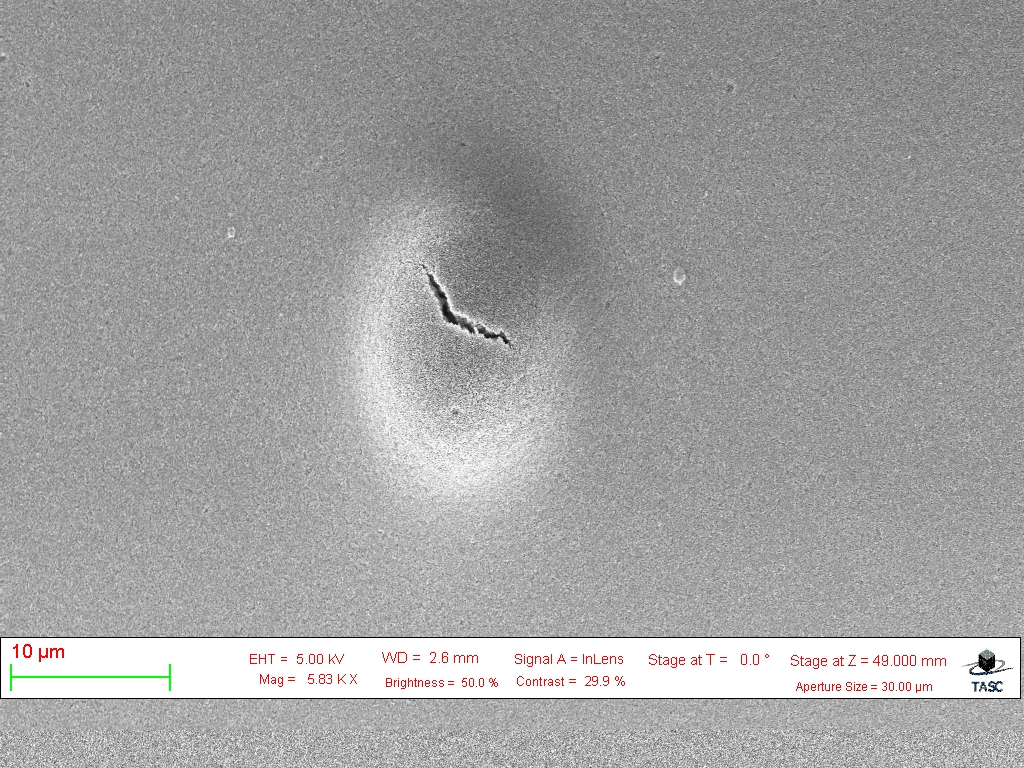 10 µm
EHT = 5.00 kV WD = 2.6 mm Signal A = InLens Stage at T = 0.0 ° Stage at Z = 49.000 mm
Mag = 5.83 K X Brightness = 50.0 % Contrast = 29.9 % Aperture Size = 30.00 µm
TASC